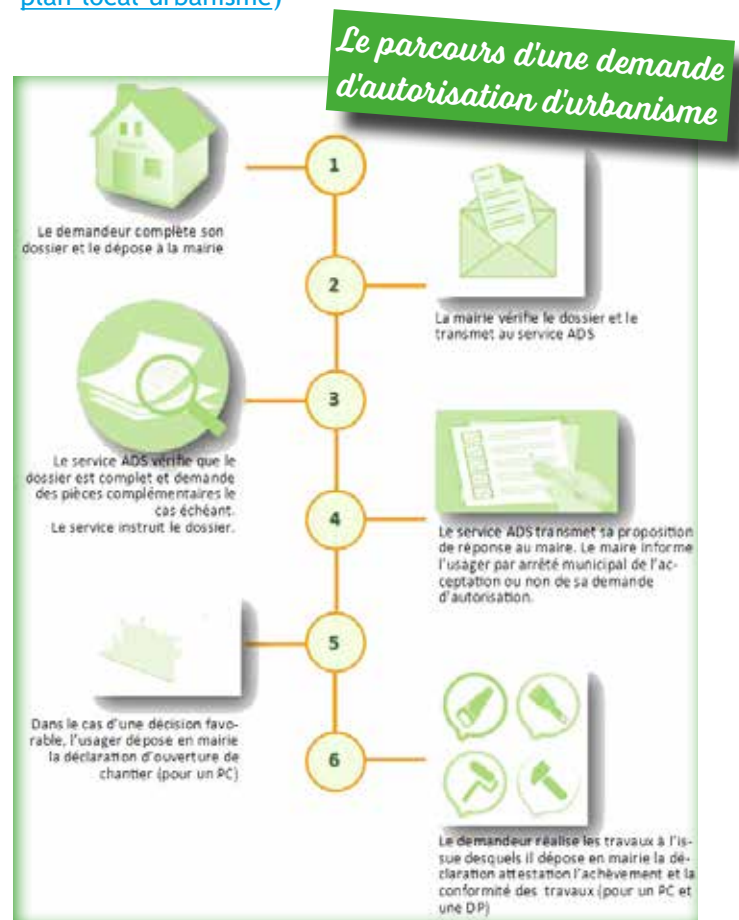 plan-local-urbanisme)
Le parcours d'une demande
d'autorisation d'urbanisme
1
Le demandeur complète son
dossier et le dépose à la mairie
2
La mairie vérifie le dossier et le
transmet au service ADS
3
Le service ADS vérifie que le
dossier est complet et demande
des pièces complémentaires le
cas échéant.
Le service instruit le dossier.
4
Le service ADS transmet sa proposition
de réponse au maire. Le maire informe
l'usager par arrêté municipal de l'ac-
ceptation ou non de sa demande
d'autorisation.
5
Dans le cas d'une décision favo-
rable, l'usager dépose en mairie
la déclaration d'ouverture de
chantier (pour un PC)
6
Le demandeur réalise les travaux à l'is-
sue desquels il dépose en mairie la dé-
claration attestation l'achèvement et la
conformité des travaux (pour un PC et
une DP)